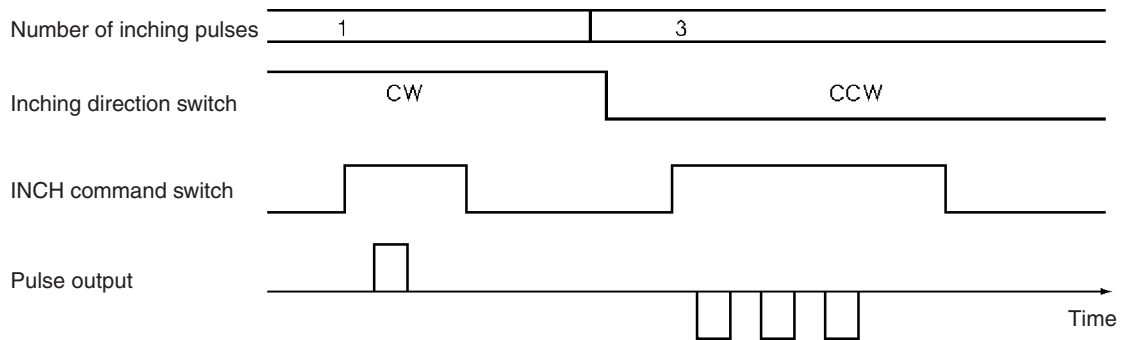 Number of inching pulses 1 3
Inching direction switch CW CCW
INCH command switch
Pulse output
Time